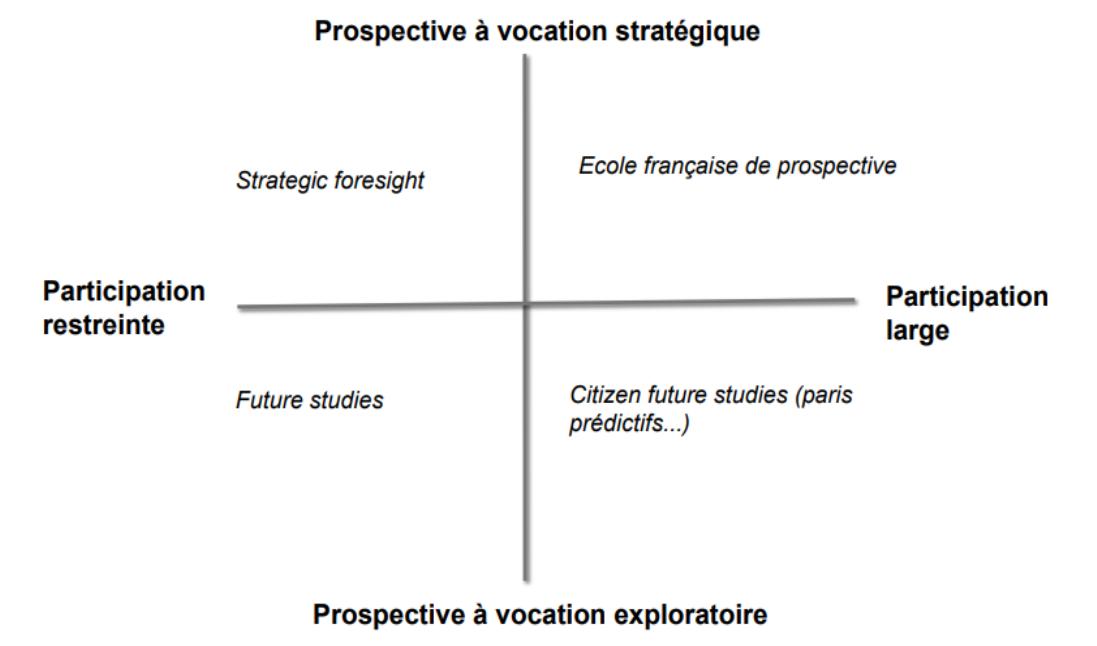 Prospective à vocation stratégique
Ecole française de prospective
Strategic foresight
Participation
restreinte
Participation
large
Future studies
Citizen future studies (paris
prédictifs...)
Prospective à vocation exploratoire